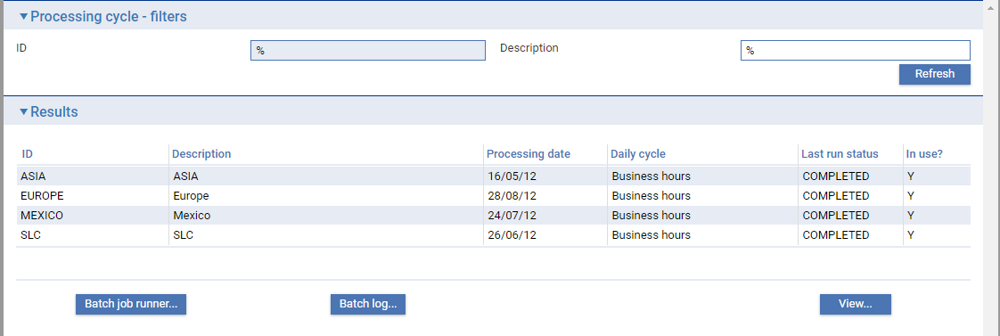 Processing cycle - filters
ID % Description %
Refresh
Results
ID Description Processing date Daily cycle Last run status In use?
ASIA ASIA 16/05/12 Business hours COMPLETED Y
EUROPE Europe 28/08/12 Business hours COMPLETED Y
MEXICO Mexico 24/07/12 Business hours COMPLETED Y
SLC SLC 26/06/12 Business hours COMPLETED Y
Batch job runner... Batch log... View...